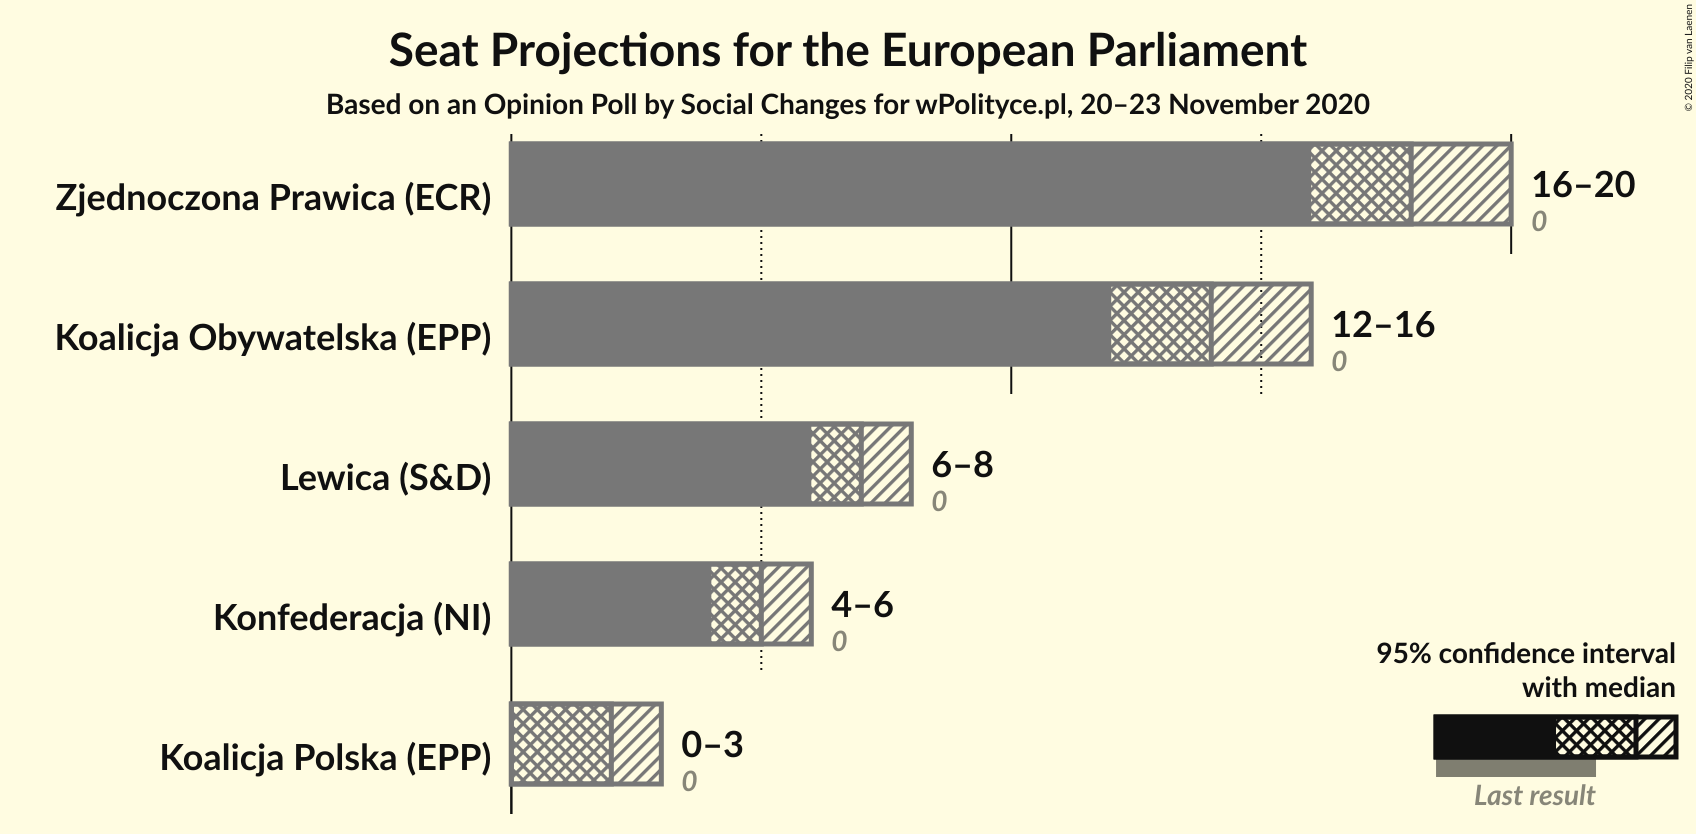 Seat Projections for the European Parliament
Based on an Opinion Poll by Social Changes for wPolityce.pl, 20–23 November 2020
© 2020 Filip van Laenen
Zjednoczona Prawica (ECR)
16–20
0
Koalicja Obywatelska (EPP)
12–16
0
Lewica (S&D)
6–8
0
Konfederacja (NI)
4–6
0
Koalicja Polska (EPP)
0–3
0
95% confidence interval
with median
Last result